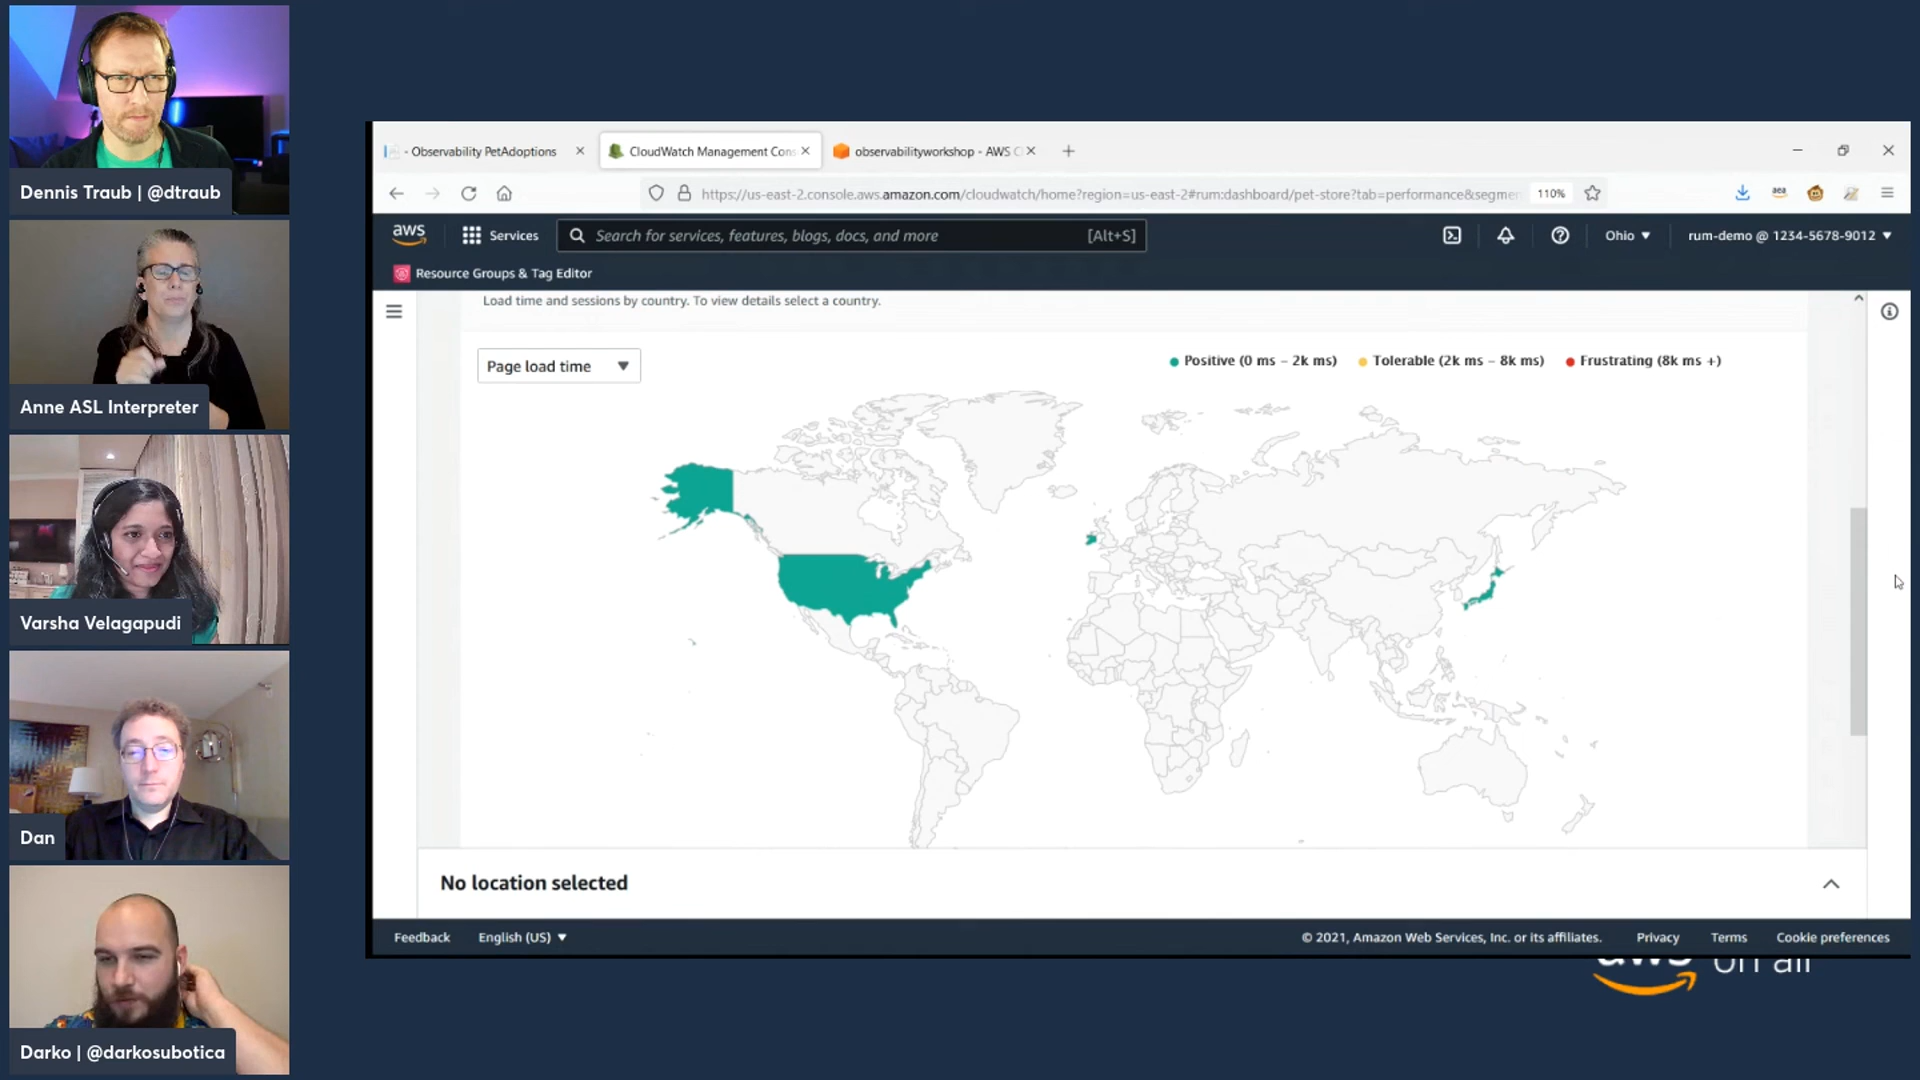 Dennis Traub | @dtraub
Anne ASL Interpreter
Varsha Velagapudi
Dan
Darko | @darkosubotica
- Observability PetAdoptions
CloudWatch Management Cons
observabilityworkshop - AWS C
https://us-east-2.console.aws.amazon.com/cloudwatch/home?region=us-east-2#rum:dashboard/pet-store?tab=performance&segmen
110%
aws
Services
Search for services, features, blogs, docs, and more
[Alt+S]
Ohio
rum-demo @ 1234-5678-9012
Resource Groups & Tag Editor
Load time and sessions by country. To view details select a country.
Page load time
Positive (0 ms – 2k ms)
Tolerable (2k ms – 8k ms)
Frustrating (8k ms +)
No location selected
Feedback
English (US)
© 2021, Amazon Web Services, Inc. or its affiliates.
Privacy
Terms
Cookie preferences
aws on air